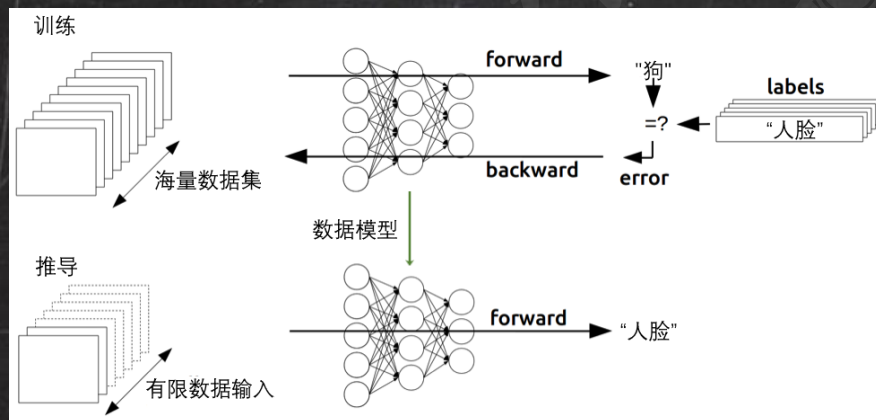 训练
forward
"狗"
labels
=?
“人脸”
海量数据集
backward
error
数据模型
推导
forward
“人脸”
有限数据输入